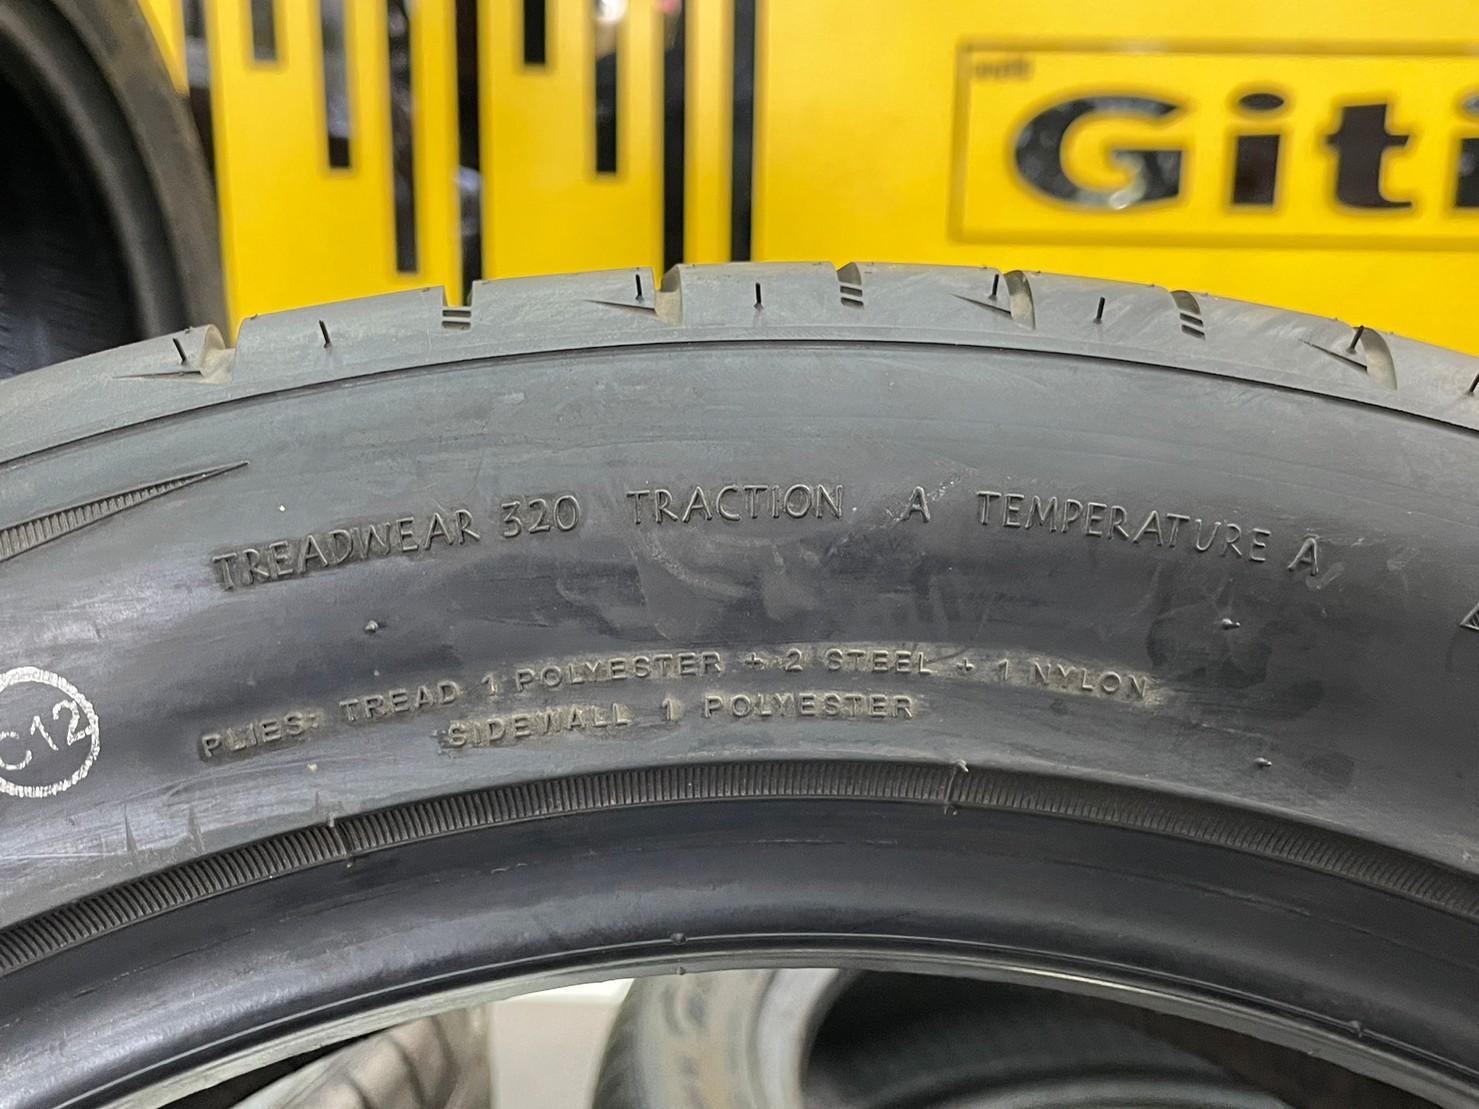 Giti
TREADWEAR 320 TRACTION A TEMPERATURE A
PLIES: TREAD 1 POLYESTER + 2 STEEL + 1 NYLON
SIDEWALL 1 POLYESTER
C12